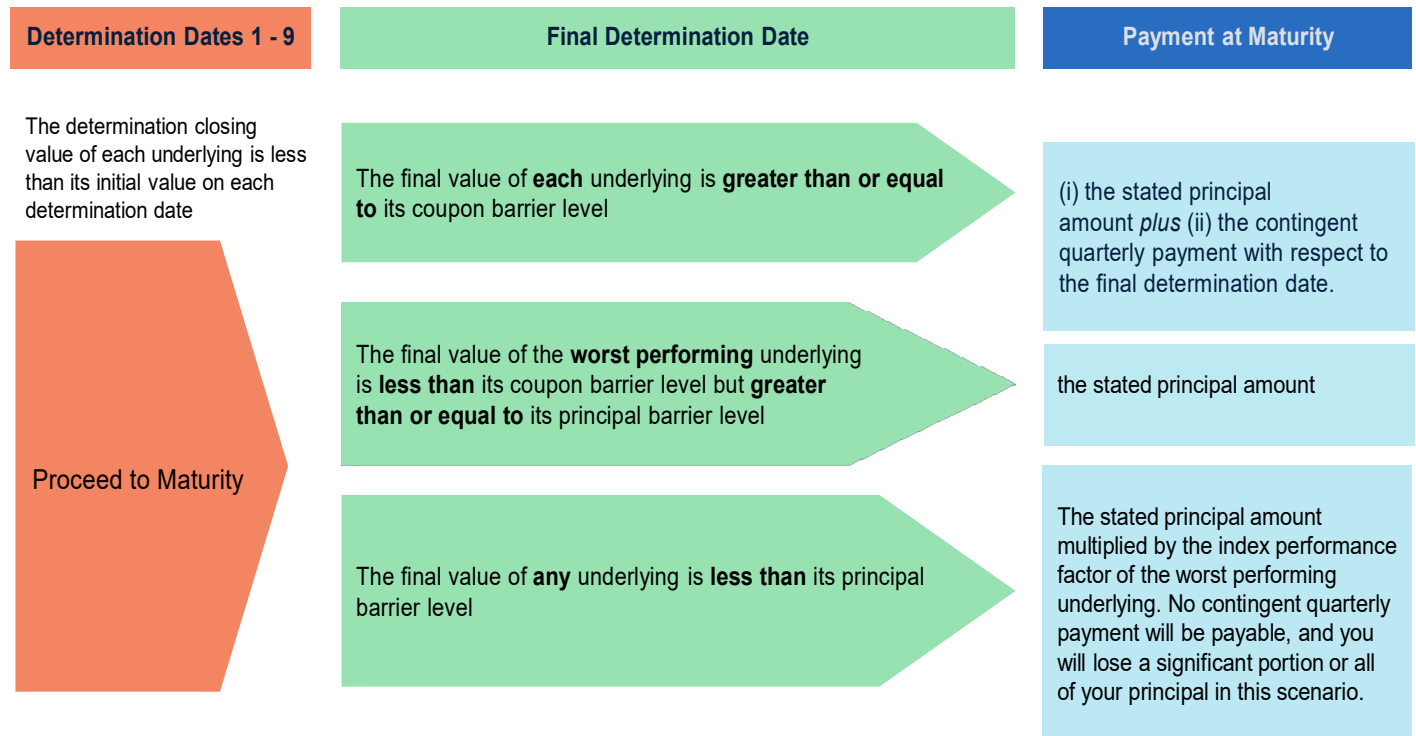 Determination Dates 1 - 9
Final Determination Date
Payment at Maturity
The determination closing
value of each underlying is less
than its initial value on each
determination date
Proceed to Maturity
The final value of each underlying is greater than or equal
to its coupon barrier level
(i) the stated principal
amount plus (ii) the contingent
quarterly payment with respect to
the final determination date.
The final value of the worst performing underlying
is less than its coupon barrier level but greater
than or equal to its principal barrier level
the stated principal amount
The final value of any underlying is less than its principal
barrier level
The stated principal amount
multiplied by the index performance
factor of the worst performing
underlying. No contingent quarterly
payment will be payable, and you
will lose a significant portion or all
of your principal in this scenario.